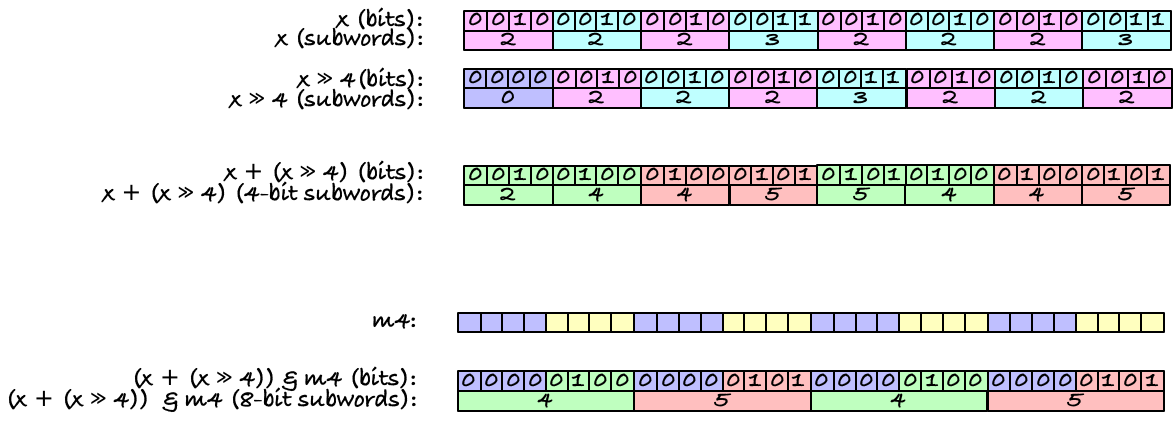 x (bits): 0 0 1 0 0 0 1 0 0 0 1 0 0 0 1 1 0 0 1 0 0 0 1 0 0 0 1 0 0 0 1 1
x (subwords): 2 2 2 3 2 2 2 3
x >> 4(bits): 0 0 0 0 0 0 1 0 0 0 1 0 0 0 1 0 0 0 1 1 0 0 1 0 0 0 1 0 0 0 1 0
x >> 4 (subwords): 0 2 2 2 3 2 2 2
x + (x >> 4) (bits): 0 0 1 0 0 1 0 0 0 1 0 0 0 1 0 1 0 1 0 1 0 1 0 0 0 1 0 0 0 1 0 1
x + (x >> 4) (4-bit subwords): 2 4 4 5 5 4 4 5
m4:
(x + (x >> 4)) & m4 (bits): 0 0 0 0 0 1 0 0 0 0 0 0 0 1 0 1 0 0 0 0 0 1 0 0 0 0 0 0 0 1 0 1
(x + (x >> 4)) & m4 (8-bit subwords): 4 5 4 5